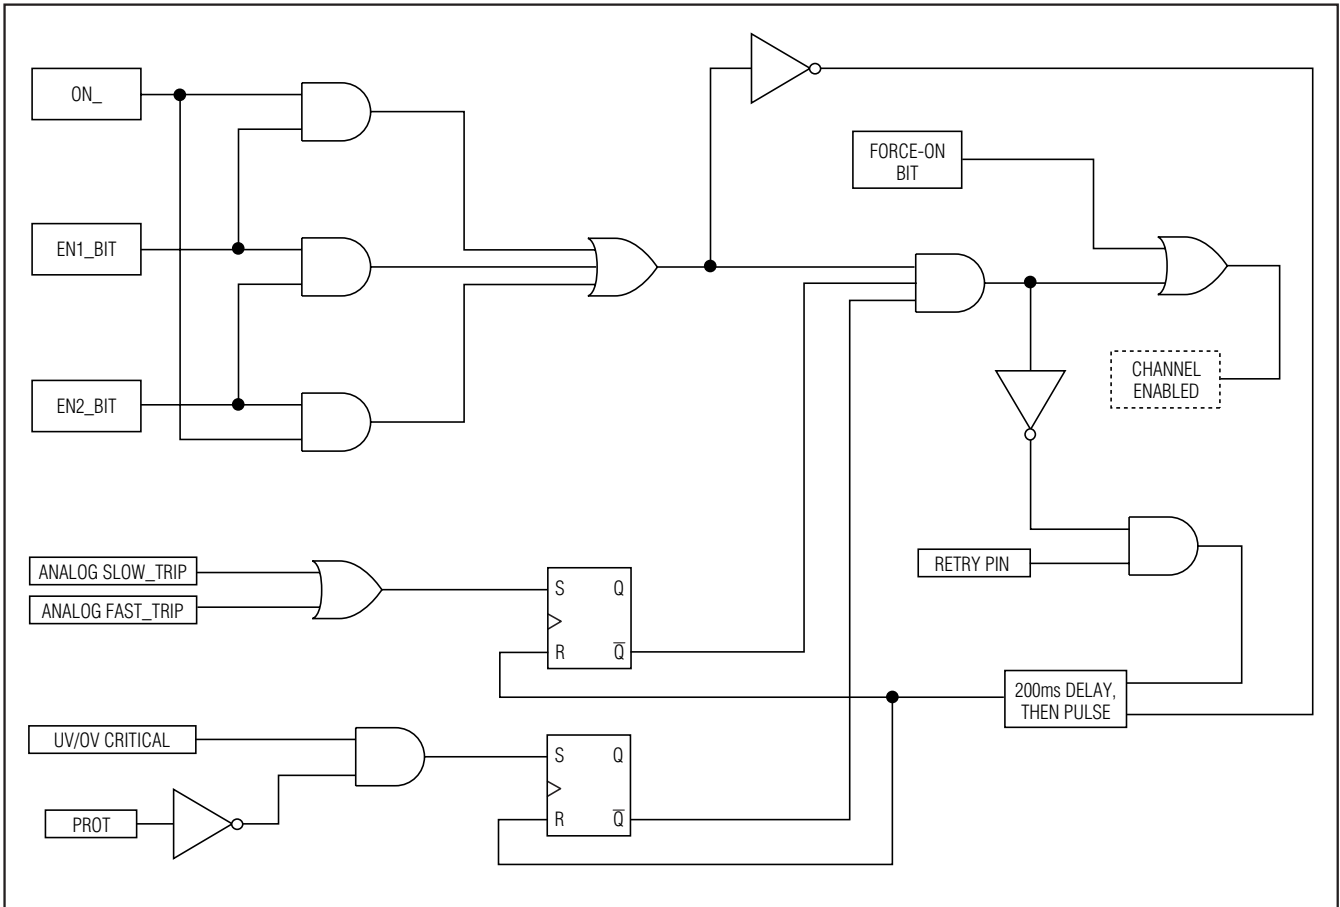 ON_
FORCE-ON
BIT
EN1_BIT
CHANNEL
ENABLED
EN2_BIT
ANALOG SLOW_TRIP
ANALOG FAST_TRIP
S Q
R Q̅
RETRY PIN
200ms DELAY,
THEN PULSE
UV/OV CRITICAL
S Q
R Q̅
PROT